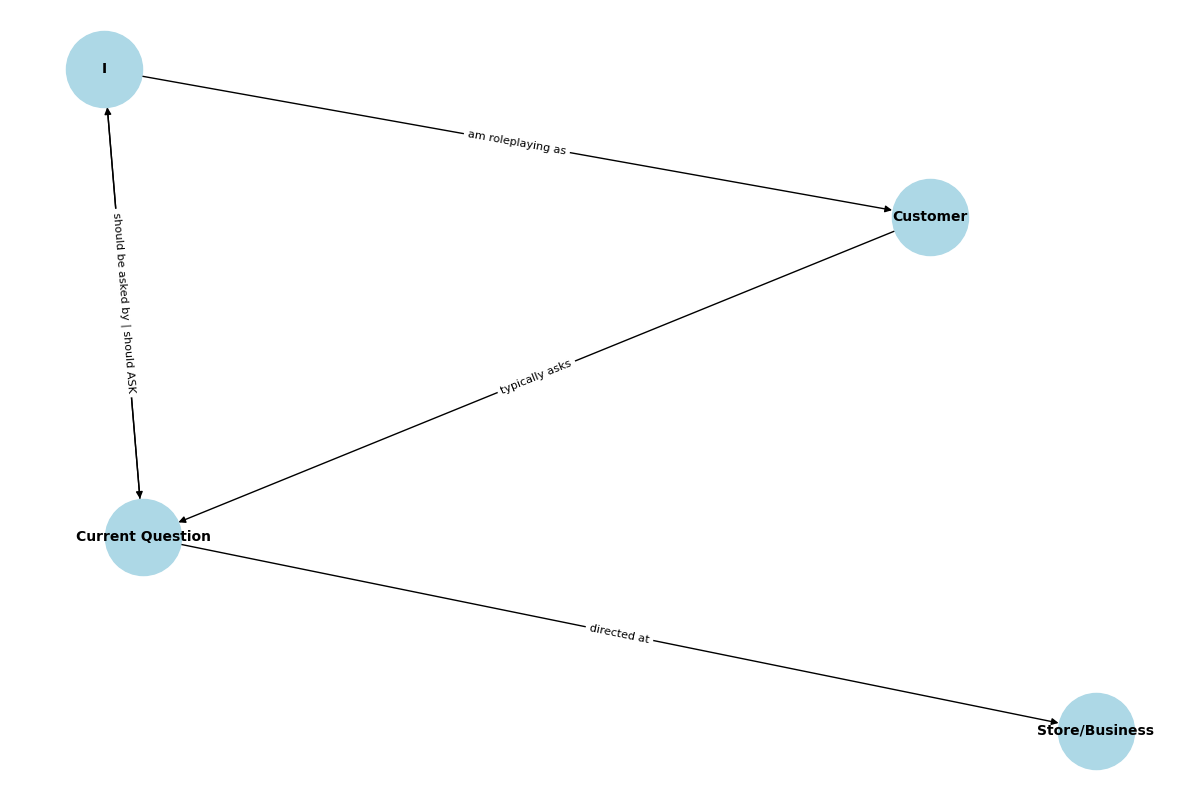 I
am roleplaying as
Customer
should be asked by | should ASK
typically asks
Current Question
directed at
Store/Business